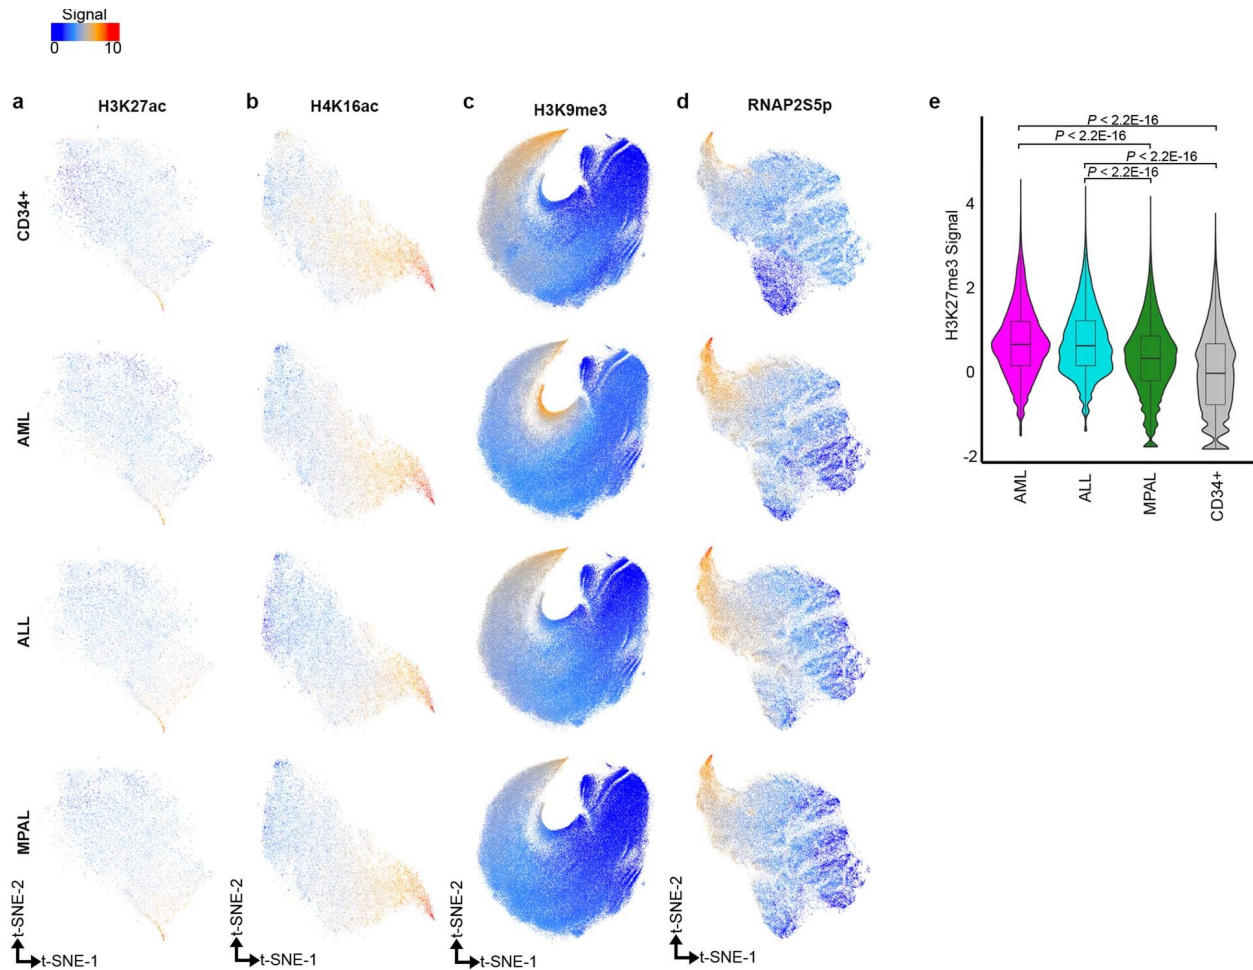 Signal
0 10
a H3K27ac
b H4K16ac
c H3K9me3
d RNAP2S5p
e
CD34+
AML
ALL
MPAL
t-SNE-2
t-SNE-1
t-SNE-2
t-SNE-1
t-SNE-2
t-SNE-1
t-SNE-2
t-SNE-1
P < 2.2E-16
P < 2.2E-16
P < 2.2E-16
P < 2.2E-16
H3K27me3 Signal
4
2
0
-2
AML
ALL
MPAL
CD34+